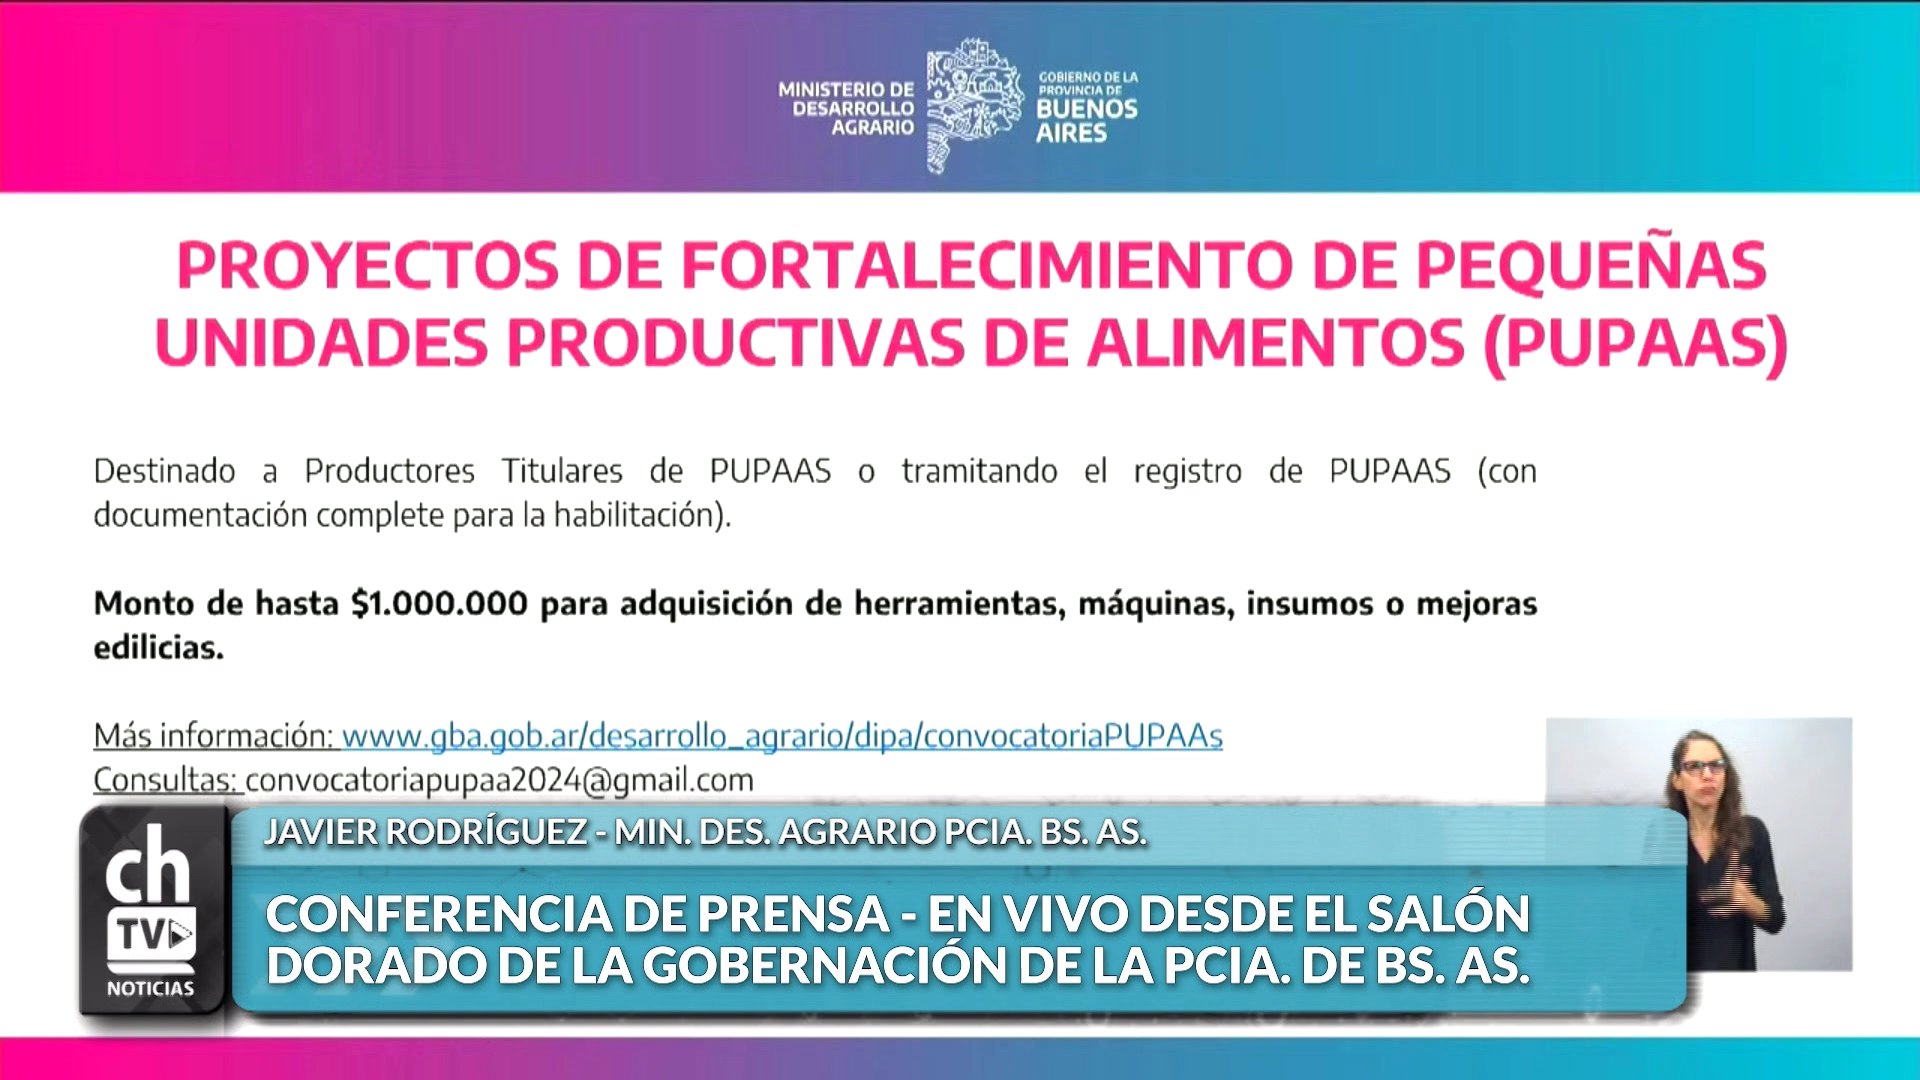 MINISTERIO DE
DESARROLLO
AGRARIO
GOBIERNO DE LA
PROVINCIA DE
BUENOS
AIRES
PROYECTOS DE FORTALECIMIENTO DE PEQUEÑAS
UNIDADES PRODUCTIVAS DE ALIMENTOS (PUPAAS)
Destinado a Productores Titulares de PUPAAS o tramitando el registro de PUPAAS (con
documentación complete para la habilitación).
Monto de hasta $1.000.000 para adquisición de herramientas, máquinas, insumos o mejoras
edilicias.
Más información: www.gba.gob.ar/desarrollo_agrario/dipa/convocatoriaPUPAAs
Consultas: convocatoriapupaa2024@gmail.com
JAVIER RODRÍGUEZ - MIN. DES. AGRARIO PCIA. BS. AS.
CONFERENCIA DE PRENSA - EN VIVO DESDE EL SALÓN
DORADO DE LA GOBERNACIÓN DE LA PCIA. DE BS. AS.
ch
TV
NOTICIAS